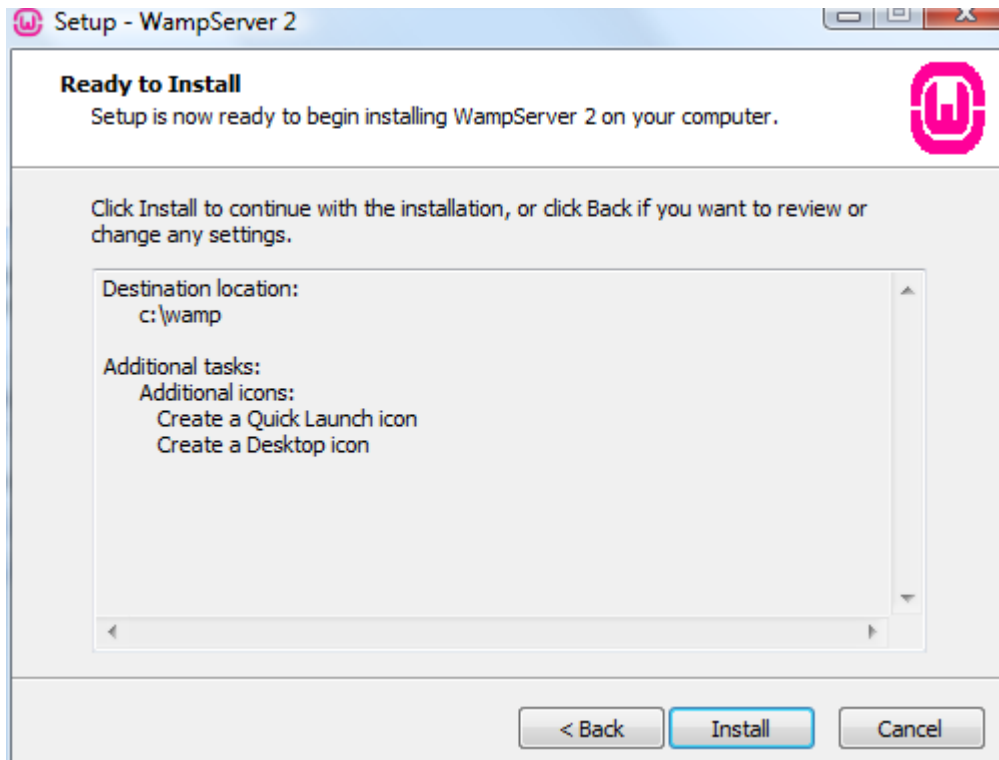 Setup - WampServer 2
Ready to Install
Setup is now ready to begin installing WampServer 2 on your computer.
Click Install to continue with the installation, or click Back if you want to review or
change any settings.
Destination location:
c:\wamp
Additional tasks:
Additional icons:
Create a Quick Launch icon
Create a Desktop icon
< Back
Install
Cancel